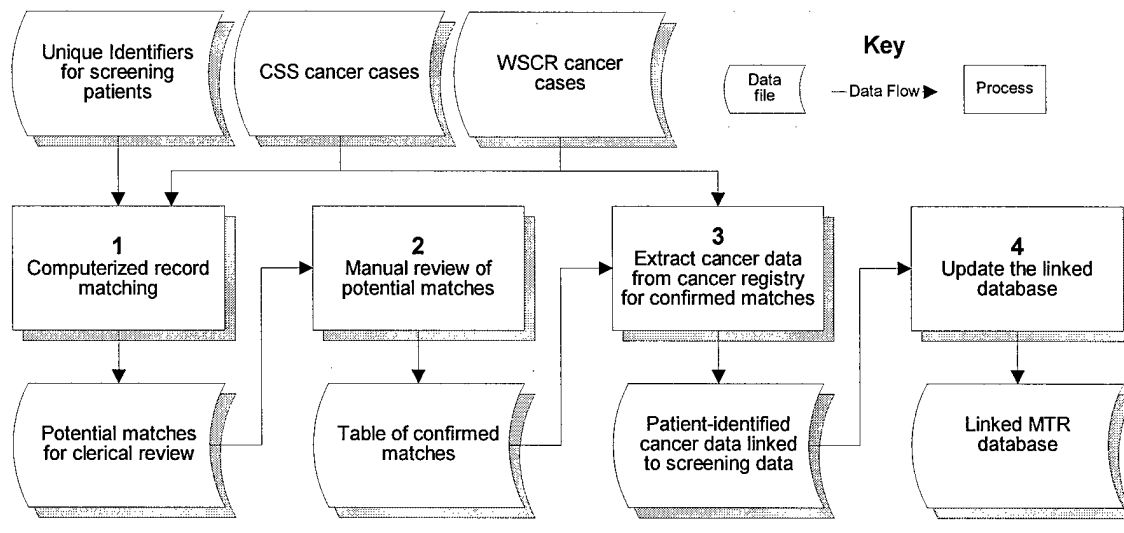 Unique Identifiers
for screening
patients
CSS cancer cases
WSCR cancer
cases
Key
Data
file
Data Flow
Process
1
Computerized record
matching
2
Manual review of
potential matches
3
Extract cancer data
from cancer registry
for confirmed matches
4
Update the linked
database
Potential matches
for clerical review
Table of confirmed
matches
Patient-identified
cancer data linked
to screening data
Linked MTR
database